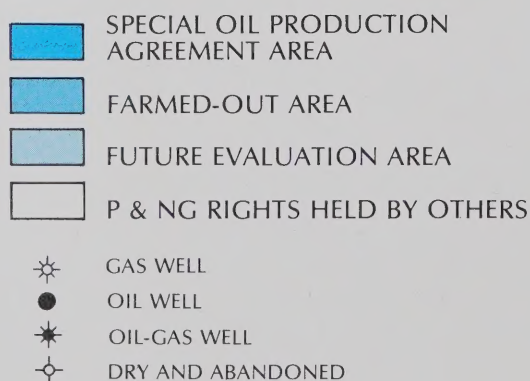 SPECIAL OIL PRODUCTION
AGREEMENT AREA
FARMED-OUT AREA
FUTURE EVALUATION AREA
P & NG RIGHTS HELD BY OTHERS
GAS WELL
OIL WELL
OIL-GAS WELL
DRY AND ABANDONED